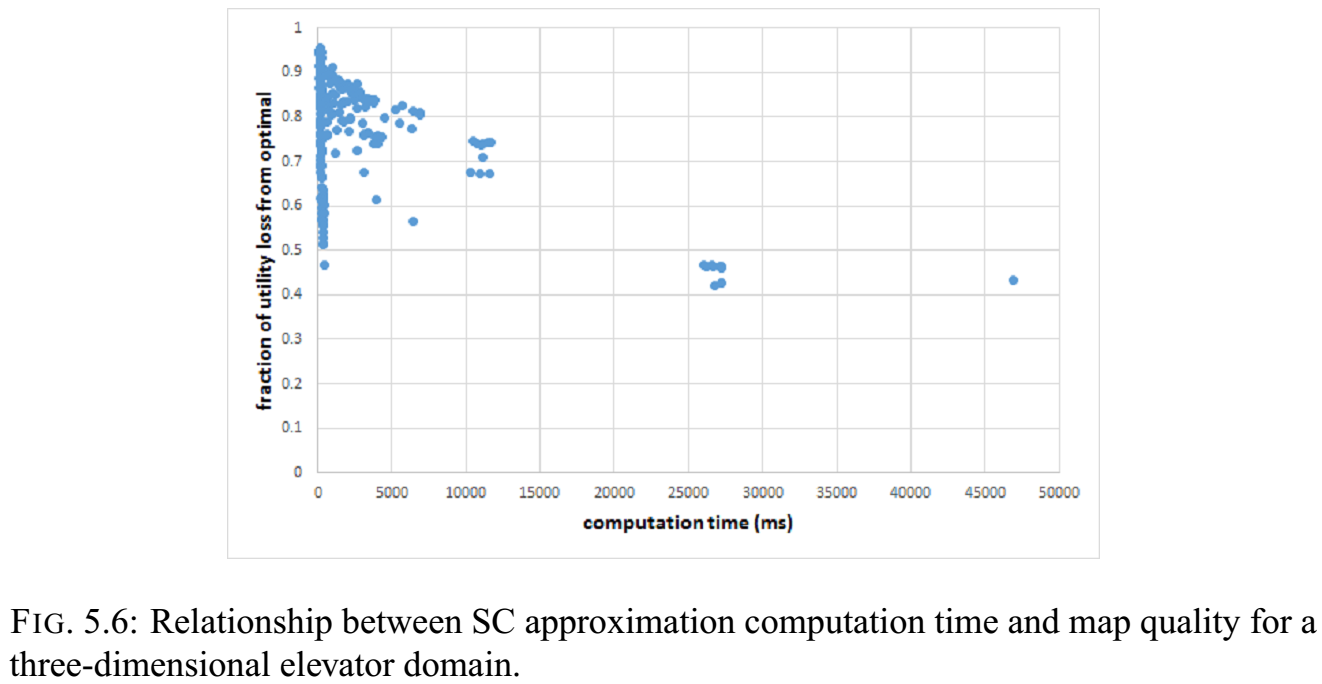 1
0.9
0.8
0.7
0.6
0.5
0.4
0.3
0.2
0.1
0
fraction of utility loss from optimal
0 5000 10000 15000 20000 25000 30000 35000 40000 45000 50000
computation time (ms)
FIG. 5.6: Relationship between SC approximation computation time and map quality for a
three-dimensional elevator domain.